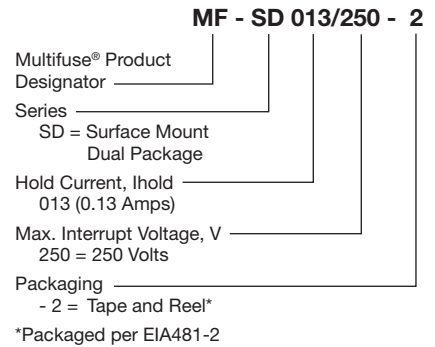 MF - SD 013/250 - 2
Multifuse® Product
Designator
Series
SD = Surface Mount
Dual Package
Hold Current, Ihold
013 (0.13 Amps)
Max. Interrupt Voltage, V
250 = 250 Volts
Packaging
- 2 = Tape and Reel*
*Packaged per EIA481-2